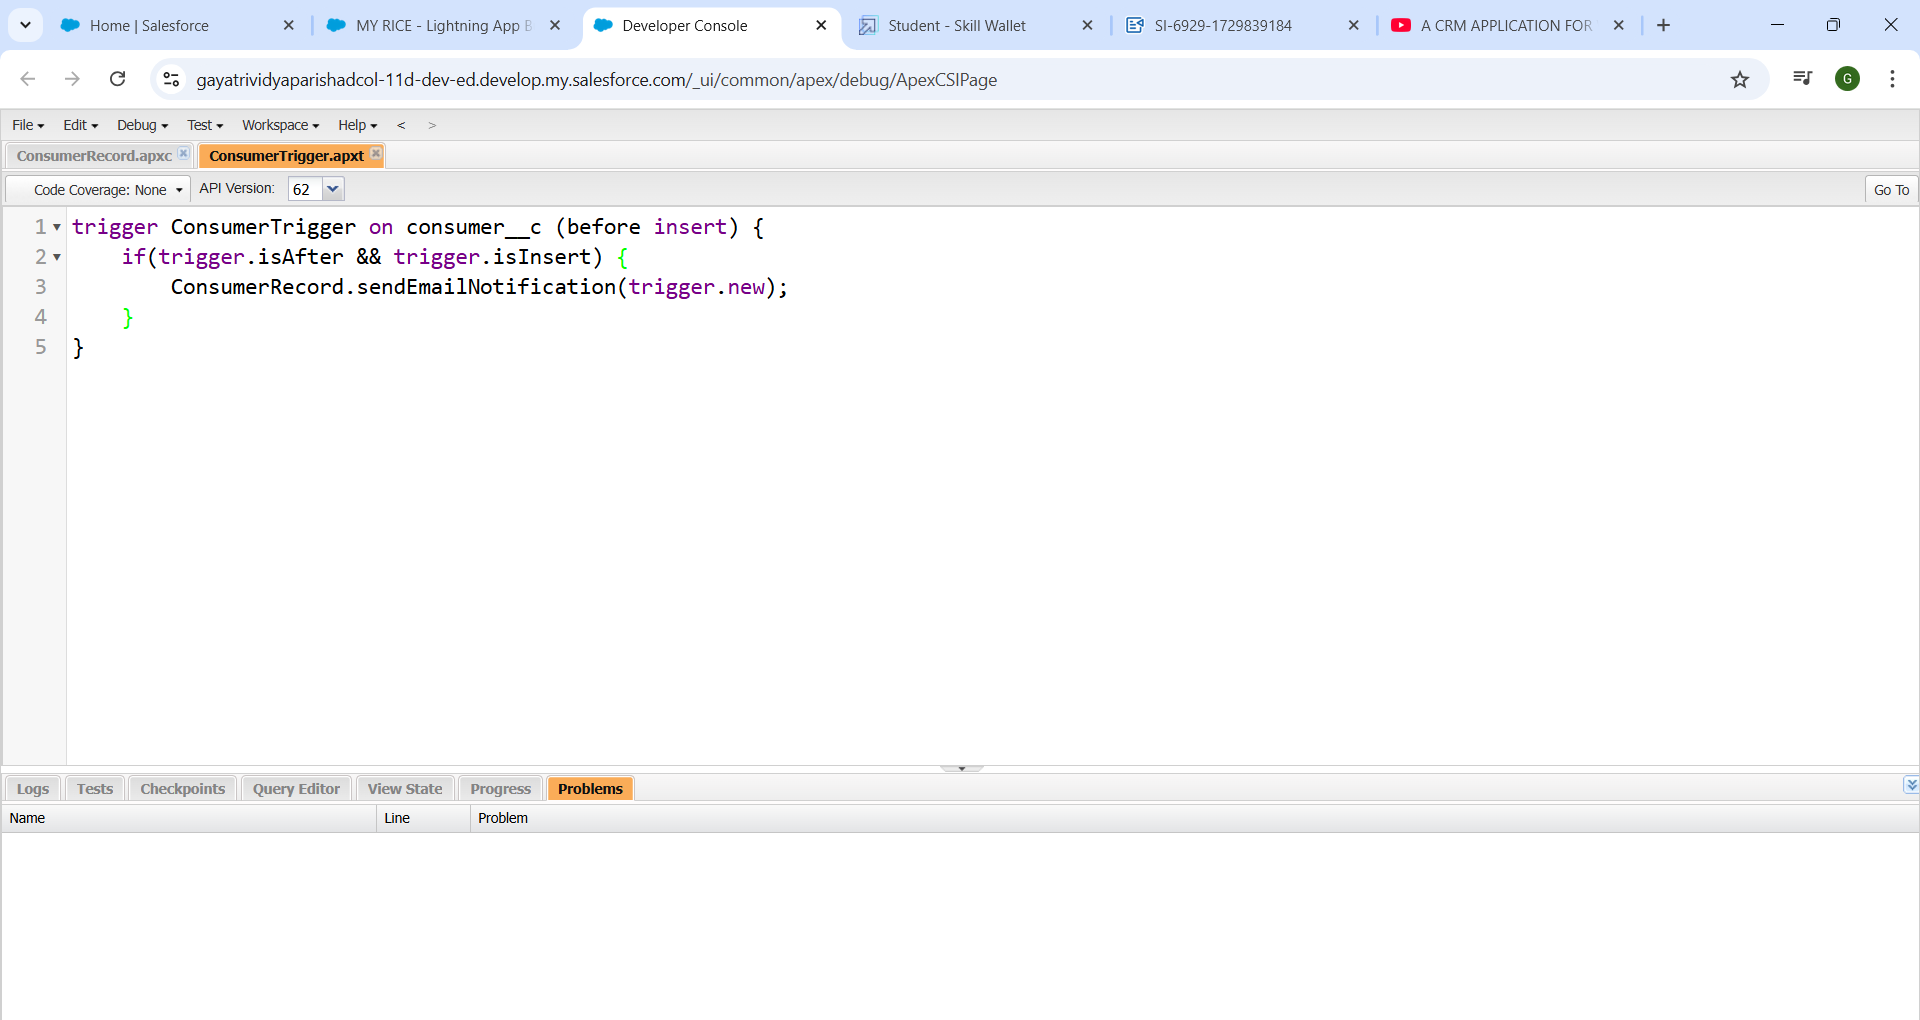 Home | Salesforce
MY RICE - Lightning App B
Developer Console
Student - Skill Wallet
SI-6929-1729839184
A CRM APPLICATION FOR
gayatrividyaparishadcol-11d-dev-ed.develop.my.salesforce.com/_ui/common/apex/debug/ApexCSIPage
G
File Edit Debug Test Workspace Help < >
ConsumerRecord.apxc ConsumerTrigger.apxt
Code Coverage: None API Version: 62 Go To
1 trigger ConsumerTrigger on consumer__c (before insert) {
2 if(trigger.isAfter && trigger.isInsert) {
3 ConsumerRecord.sendEmailNotification(trigger.new);
4 }
5 }
Logs Tests Checkpoints Query Editor View State Progress Problems
Name Line Problem